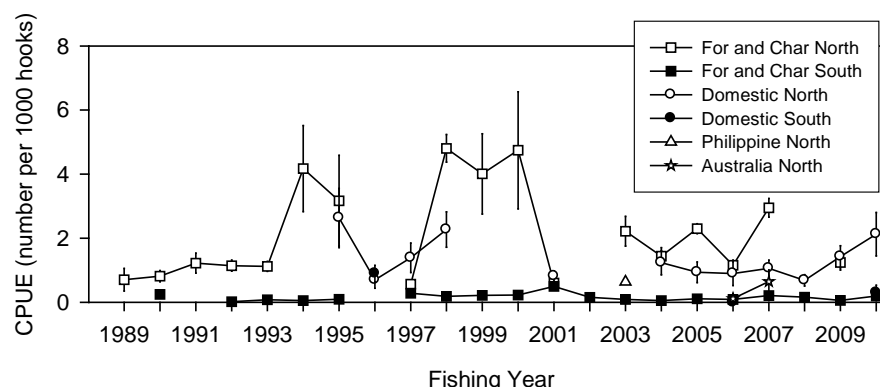 For and Char North
For and Char South
Domestic North
Domestic South
Philippine North
Australia North
CPUE (number per 1000 hooks)
8
6
4
2
0
1989 1991 1993 1995 1997 1999 2001 2003 2005 2007 2009
Fishing Year